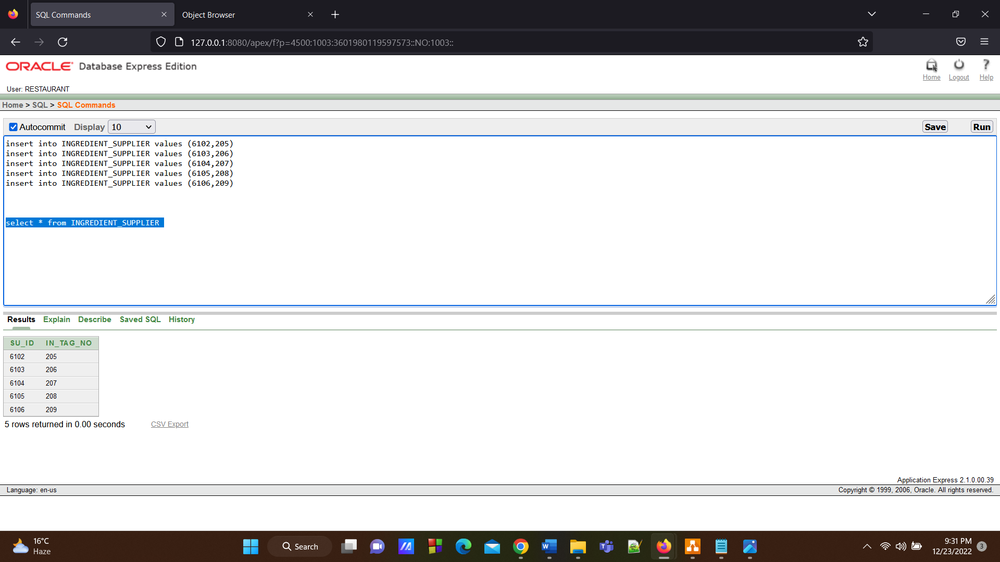 SQL Commands
Object Browser
127.0.0.1:8080/apex/f?p=4500:1003:3601980119597573::NO:1003::
ORACLE Database Express Edition
Home Logout Help
User: RESTAURANT
Home > SQL > SQL Commands
Autocommit Display 10 Save Run
insert into INGREDIENT_SUPPLIER values (6102,205)
insert into INGREDIENT_SUPPLIER values (6103,206)
insert into INGREDIENT_SUPPLIER values (6104,207)
insert into INGREDIENT_SUPPLIER values (6105,208)
insert into INGREDIENT_SUPPLIER values (6106,209)
select * from INGREDIENT_SUPPLIER
Results Explain Describe Saved SQL History
SU_ID IN_TAG_NO
6102 205
6103 206
6104 207
6105 208
6106 209
5 rows returned in 0.00 seconds CSV Export
Application Express 2.1.0.00.39
Language: en-us Copyright © 1999, 2006, Oracle. All rights reserved.
16°C
Haze
Search
9:31 PM
12/23/2022
3